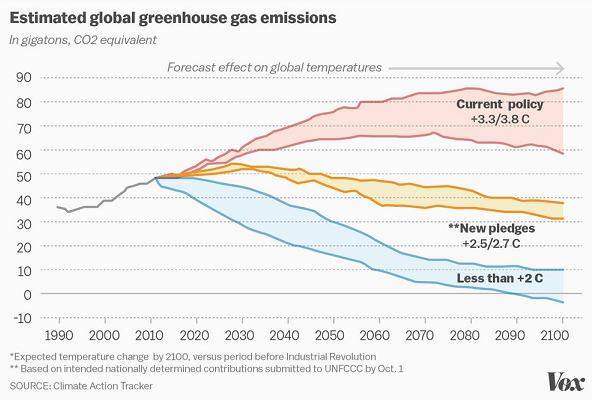 Estimated global greenhouse gas emissions
In gigatons, CO2 equivalent
Forecast effect on global temperatures
90
80
70
60
50
40
30
20
10
0
-10
Current policy
+3.3/3.8 C
**New pledges
+2.5/2.7 C
Less than +2 C
1990 2000 2010 2020 2030 2040 2050 2060 2070 2080 2090 2100
*Expected temperature change by 2100, versus period before Industrial Revolution
** Based on intended nationally determined contributions submitted to UNFCCC by Oct. 1
SOURCE: Climate Action Tracker
Vox